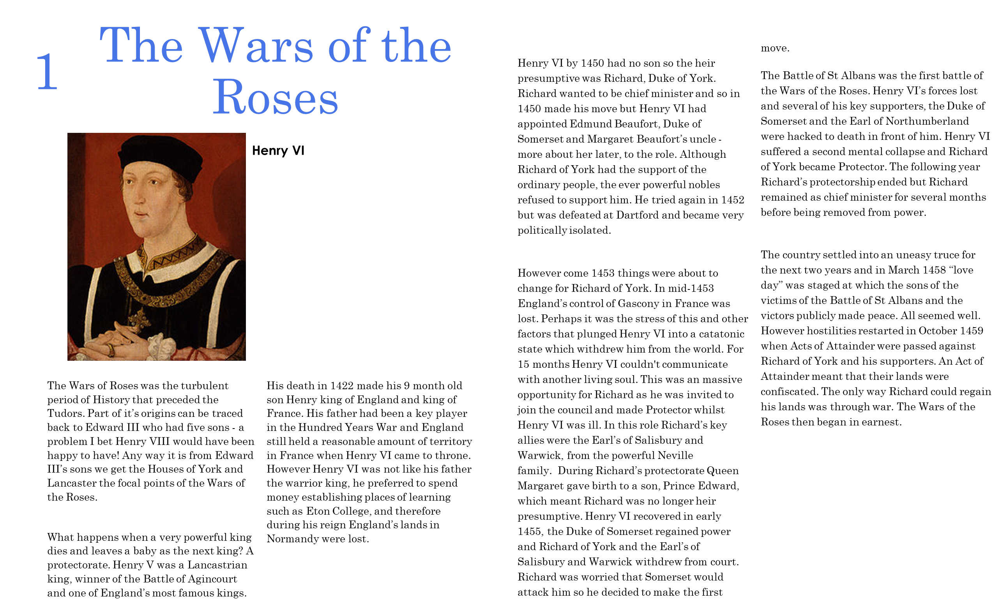 1
The Wars of the
Roses
Henry VI
The Wars of Roses was the turbulent
period of History that preceded the
Tudors. Part of it’s origins can be traced
back to Edward III who had five sons - a
problem I bet Henry VIII would have been
happy to have! Any way it is from Edward
III’s sons we get the Houses of York and
Lancaster the focal points of the Wars of
the Roses.
What happens when a very powerful king
dies and leaves a baby as the next king? A
protectorate. Henry V was a Lancastrian
king, winner of the Battle of Agincourt
and one of England’s most famous kings.
His death in 1422 made his 9 month old
son Henry king of England and king of
France. His father had been a key player
in the Hundred Years War and England
still held a reasonable amount of territory
in France when Henry VI came to throne.
However Henry VI was not like his father
the warrior king, he preferred to spend
money establishing places of learning
such as Eton College, and therefore
during his reign England’s lands in
Normandy were lost.
Henry VI by 1450 had no son so the heir
presumptive was Richard, Duke of York.
Richard wanted to be chief minister and so in
1450 made his move but Henry VI had
appointed Edmund Beaufort, Duke of
Somerset and Margaret Beaufort’s uncle -
more about her later, to the role. Although
Richard of York had the support of the
ordinary people, the ever powerful nobles
refused to support him. He tried again in 1452
but was defeated at Dartford and became very
politically isolated.
However come 1453 things were about to
change for Richard of York. In mid-1453
England’s control of Gascony in France was
lost. Perhaps it was the stress of this and other
factors that plunged Henry VI into a catatonic
state which withdrew him from the world. For
15 months Henry VI couldn't communicate
with another living soul. This was an massive
opportunity for Richard as he was invited to
join the council and made Protector whilst
Henry VI was ill. In this role Richard’s key
allies were the Earl’s of Salisbury and
Warwick, from the powerful Neville
family.  During Richard’s protectorate Queen
Margaret gave birth to a son, Prince Edward,
which meant Richard was no longer heir
presumptive. Henry VI recovered in early
1455, the Duke of Somerset regained power
and Richard of York and the Earl’s of
Salisbury and Warwick withdrew from court.
Richard was worried that Somerset would
attack him so he decided to make the first
move.
The Battle of St Albans was the first battle of
the Wars of the Roses. Henry VI’s forces lost
and several of his key supporters, the Duke of
Somerset and the Earl of Northumberland
were hacked to death in front of him. Henry VI
suffered a second mental collapse and Richard
of York became Protector. The following year
Richard’s protectorship ended but Richard
remained as chief minister for several months
before being removed from power.
The country settled into an uneasy truce for
the next two years and in March 1458 “love
day” was staged at which the sons of the
victims of the Battle of St Albans and the
victors publicly made peace. All seemed well.
However hostilities restarted in October 1459
when Acts of Attainder were passed against
Richard of York and his supporters. An Act of
Attainder meant that their lands were
confiscated. The only way Richard could regain
his lands was through war. The Wars of the
Roses then began in earnest.